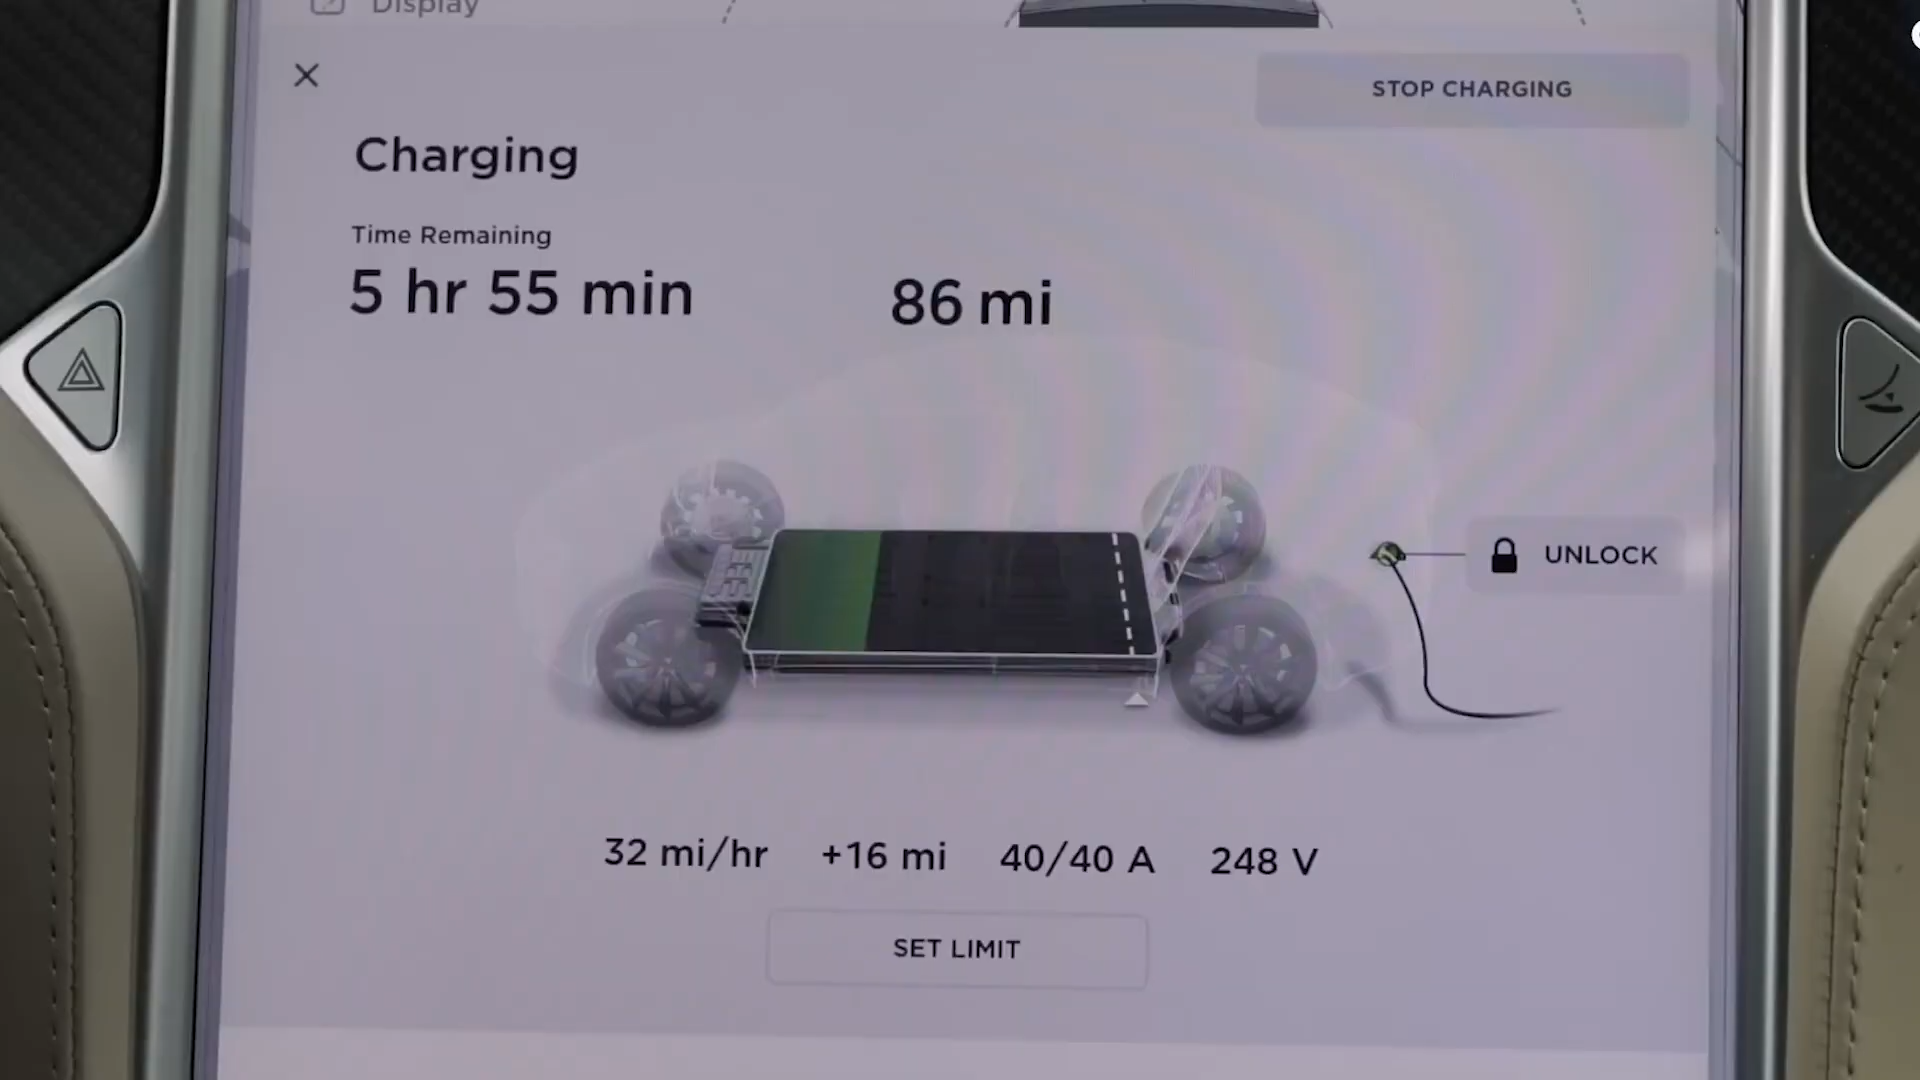 Display
STOP CHARGING
Charging
Time Remaining
5 hr 55 min
86 mi
UNLOCK
32 mi/hr +16 mi 40/40 A 248 V
SET LIMIT